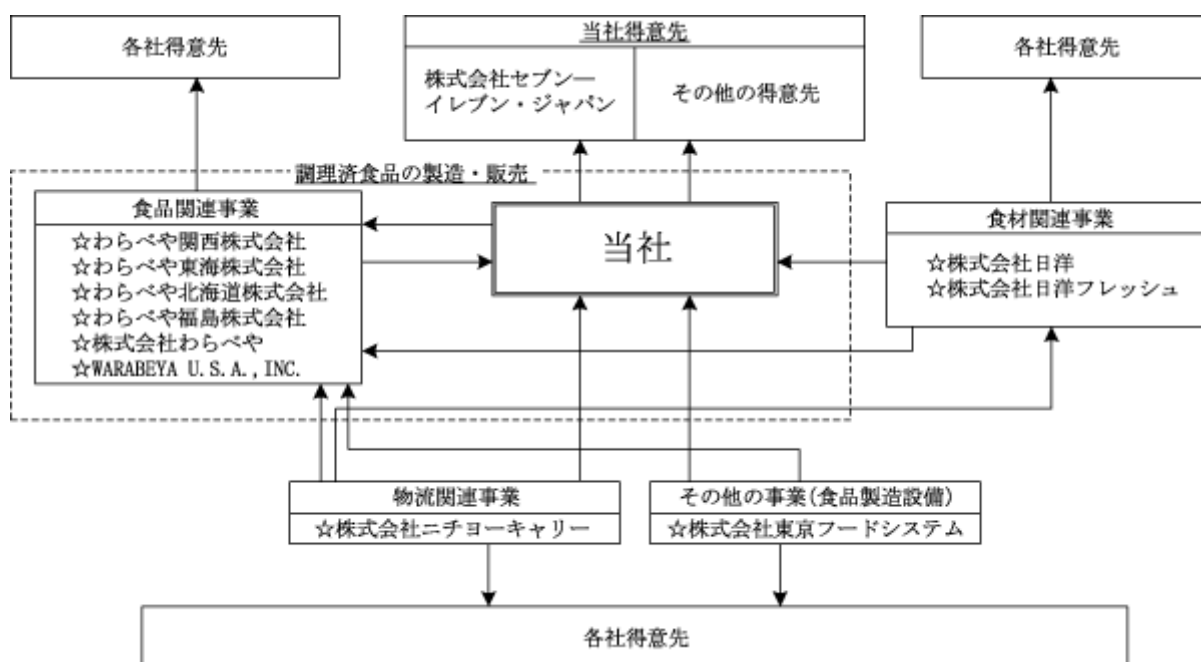 各社得意先
当社得意先
株式会社セブン―
イレブン・ジャパン
その他の得意先
各社得意先
調理済食品の製造・販売
食品関連事業
☆わらべや関西株式会社
☆わらべや東海株式会社
☆わらべや北海道株式会社
☆わらべや福島株式会社
☆株式会社わらべや
☆WARABEYA U.S.A.,INC.
当社
食材関連事業
☆株式会社日洋
☆株式会社日洋フレッシュ
物流関連事業
☆株式会社ニチヨーキャリー
その他の事業(食品製造設備)
☆株式会社東京フードシステム
各社得意先